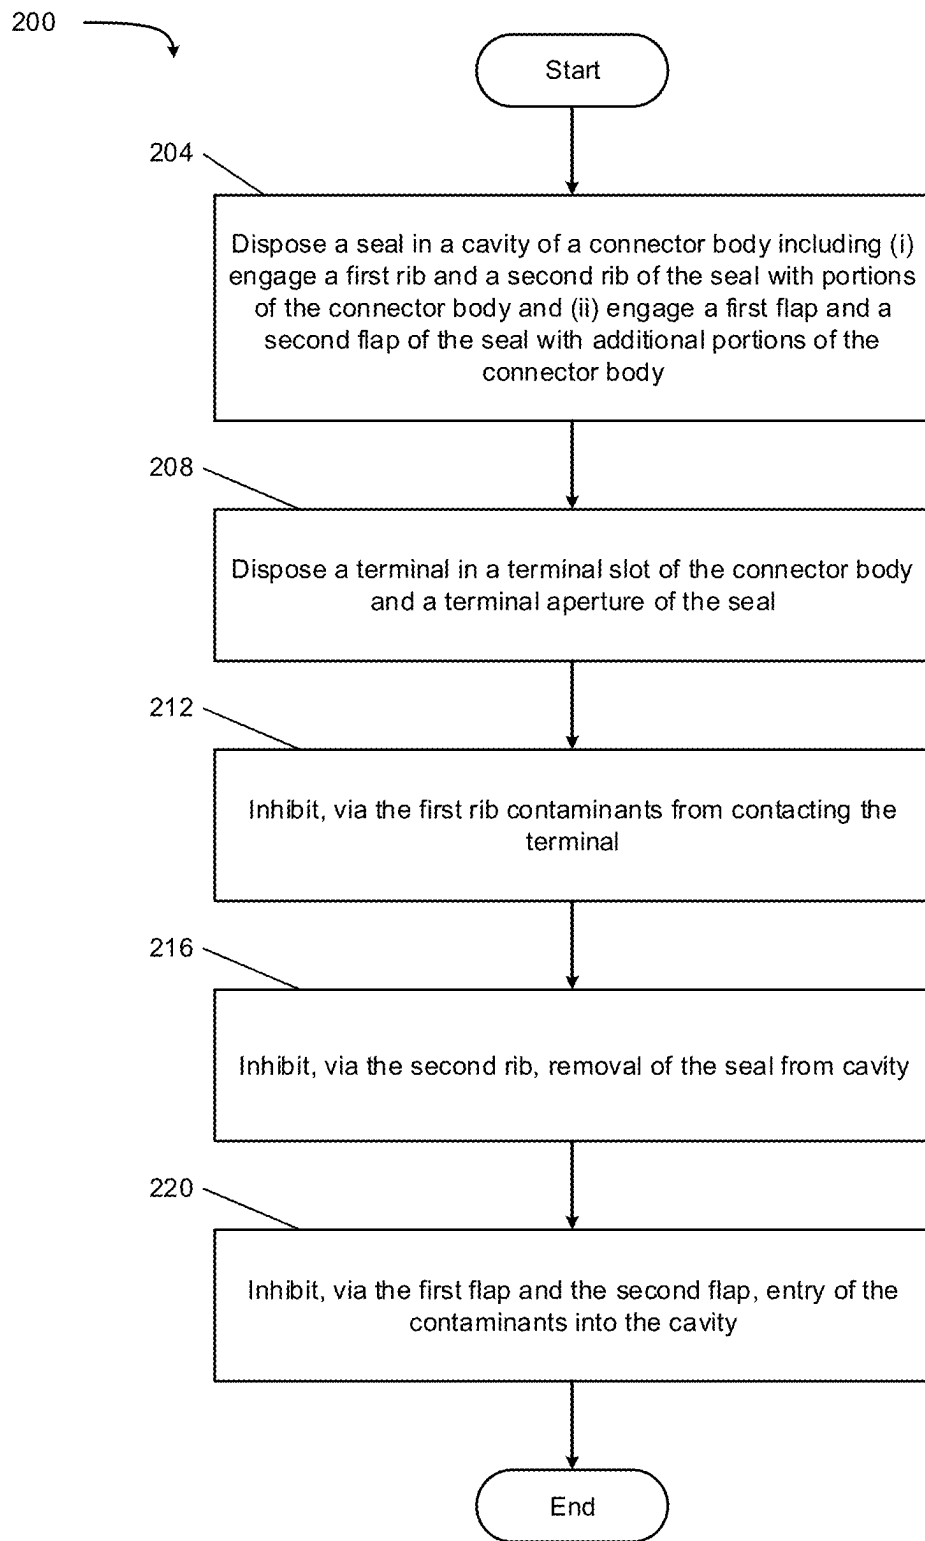 200
Start
204
Dispose a seal in a cavity of a connector body including (i)
engage a first rib and a second rib of the seal with portions
of the connector body and (ii) engage a first flap and a
second flap of the seal with additional portions of the
connector body
208
Dispose a terminal in a terminal slot of the connector body
and a terminal aperture of the seal
212
Inhibit, via the first rib contaminants from contacting the
terminal
216
Inhibit, via the second rib, removal of the seal from cavity
220
Inhibit, via the first flap and the second flap, entry of the
contaminants into the cavity
End